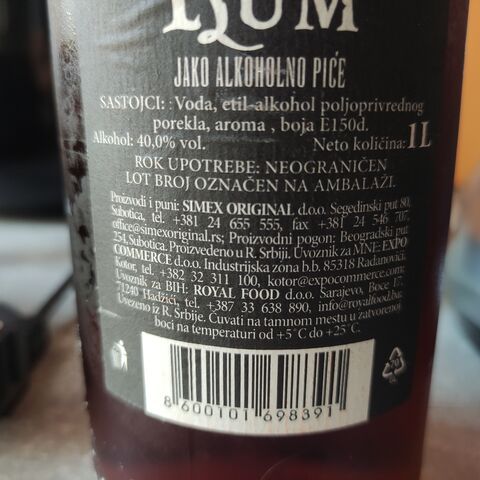 RUM
JAKO ALKOHOLNO PIĆE
SASTOJCI: : Voda, etil-alkohol poljoprivrednog
porekla, aroma , boja E150d.
Alkohol: 40,0% vol. Neto količina: 1L
ROK UPOTREBE: NEOGRANIČEN
LOT BROJ OZNAČEN NA AMBALAŽI.
Proizvodi i puni: SIMEX ORIGINAL d.o.o. Segedinski put 80,
Subotica, tel. +381 24 655 555, fax +381 24 546 707,
office@simexoriginal.rs; Proizvodni pogon: Beogradski put
254, Subotica. Proizvedeno u R. Srbiji. Uvoznik za MNE: EXPO
COMMERCE d.o.o. Industrijska zona b.b. 85318 Radanovići,
Kotor, tel. +382 32 311 100, kotor@expocommerce.com;
Uvoznik za BIH: ROYAL FOOD d.o.o. Sarajevo, Boce 17,
71240 Hadžići, tel. +387 33 638 890, info@royalfood.ba;
Uvezeno iz R. Srbije. Čuvati na tamnom mestu u zatvorenoj
boci na temperaturi od +5°C do +25°C.
8 600101 698391
70